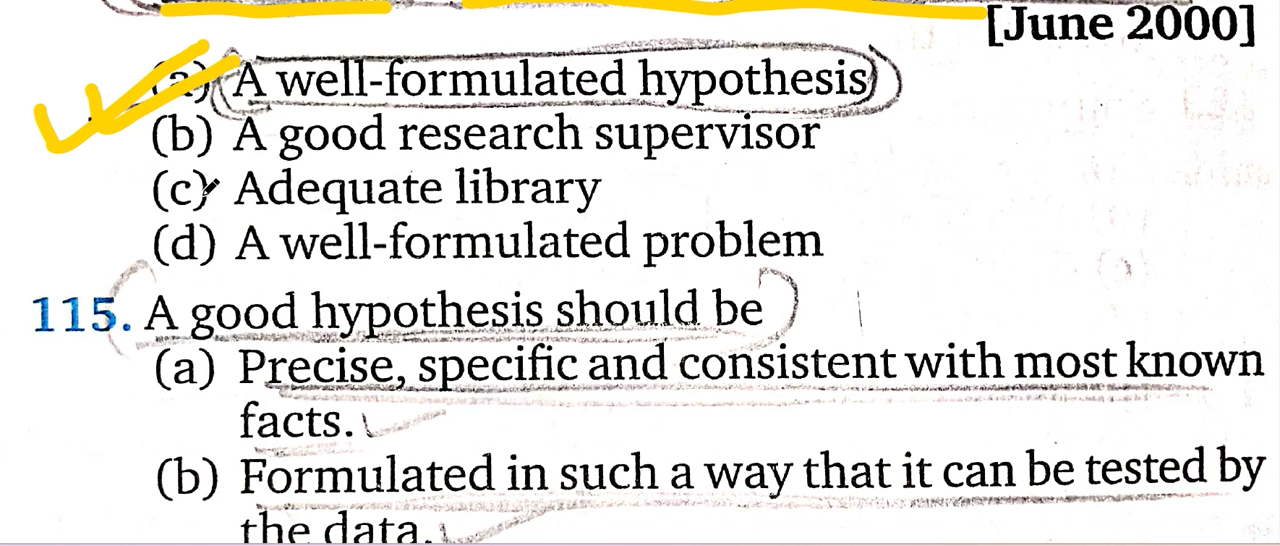 [June 2000]
(a) A well-formulated hypothesis
(b) A good research supervisor
(c) Adequate library
(d) A well-formulated problem
115. A good hypothesis should be
(a) Precise, specific and consistent with most known
facts.
(b) Formulated in such a way that it can be tested by
the data.